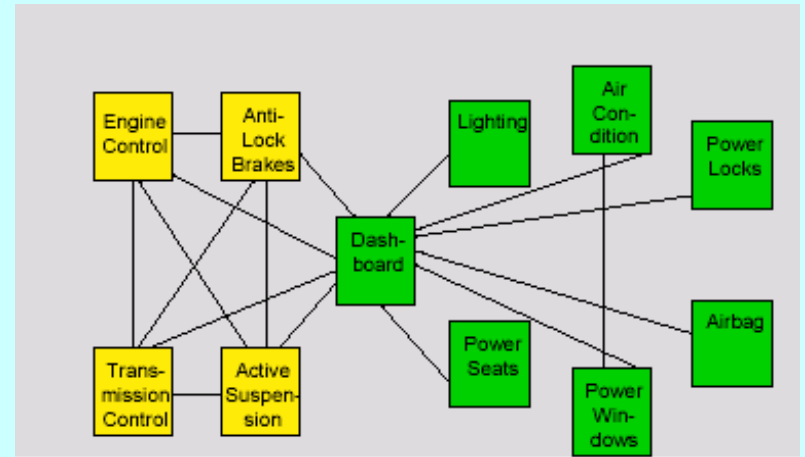 Engine
Control
Anti-
Lock
Brakes
Lighting
Air
Con-
dition
Power
Locks
Dash-
board
Trans-
mission
Control
Active
Suspen-
sion
Power
Seats
Power
Win-
dows
Airbag